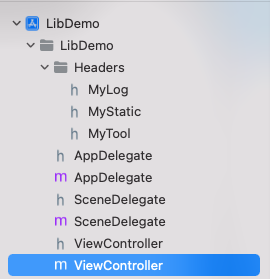 LibDemo
LibDemo
Headers
h MyLog
h MyStatic
h MyTool
h AppDelegate
m AppDelegate
h SceneDelegate
m SceneDelegate
h ViewController
m ViewController